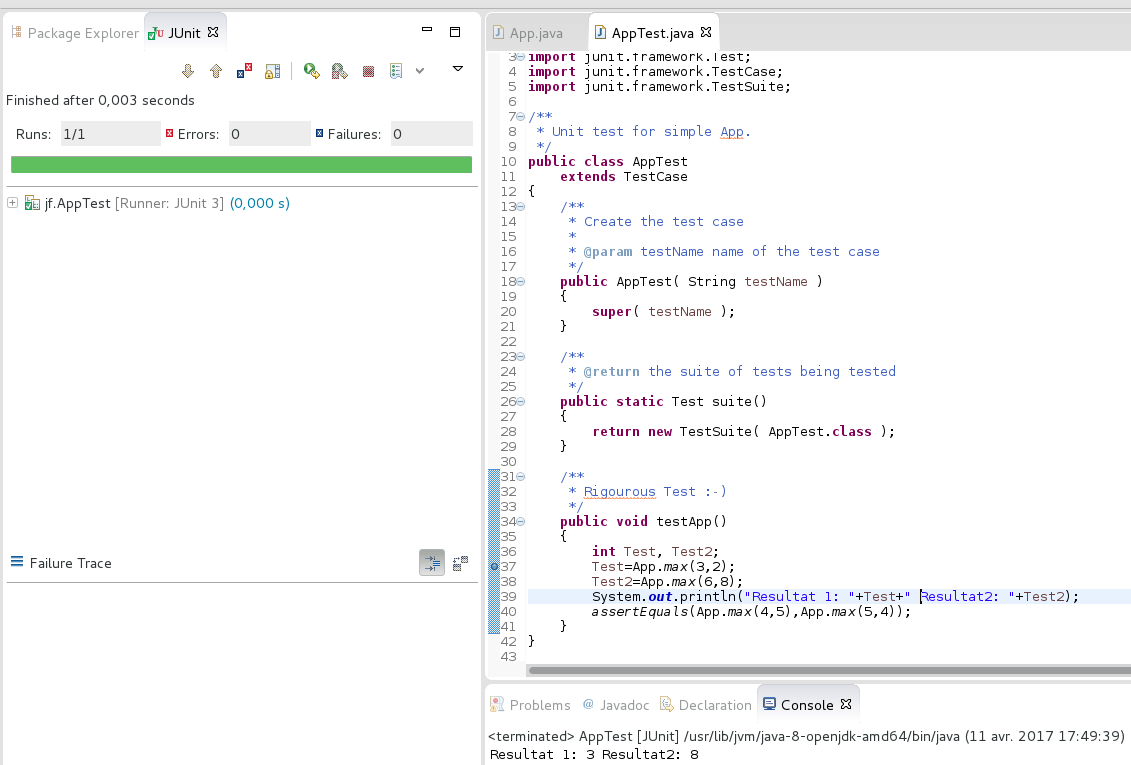 Package Explorer JUnit
Finished after 0,003 seconds
Runs: 1/1 Errors: 0 Failures: 0
jf.AppTest [Runner: JUnit 3] (0,000 s)
Failure Trace
App.java AppTest.java
3 import junit.framework.Test;
4 import junit.framework.TestCase;
5 import junit.framework.TestSuite;
6
7 /**
8 * Unit test for simple App.
9 */
10 public class AppTest
11 extends TestCase
12 {
13 /**
14 * Create the test case
15 *
16 * @param testName name of the test case
17 */
18 public AppTest( String testName )
19 {
20 super( testName );
21 }
22
23 /**
24 * @return the suite of tests being tested
25 */
26 public static Test suite()
27 {
28 return new TestSuite( AppTest.class );
29 }
30
31 /**
32 * Rigourous Test :-)
33 */
34 public void testApp()
35 {
36 int Test, Test2;
37 Test=App.max(3,2);
38 Test2=App.max(6,8);
39 System.out.println("Resultat 1: "+Test+" Resultat2: "+Test2);
40 assertEquals(App.max(4,5),App.max(5,4));
41 }
42 }
43
Problems @ Javadoc Declaration Console
<terminated> AppTest [JUnit] /usr/lib/jvm/java-8-openjdk-amd64/bin/java (11 avr. 2017 17:49:39)
Resultat 1: 3 Resultat2: 8